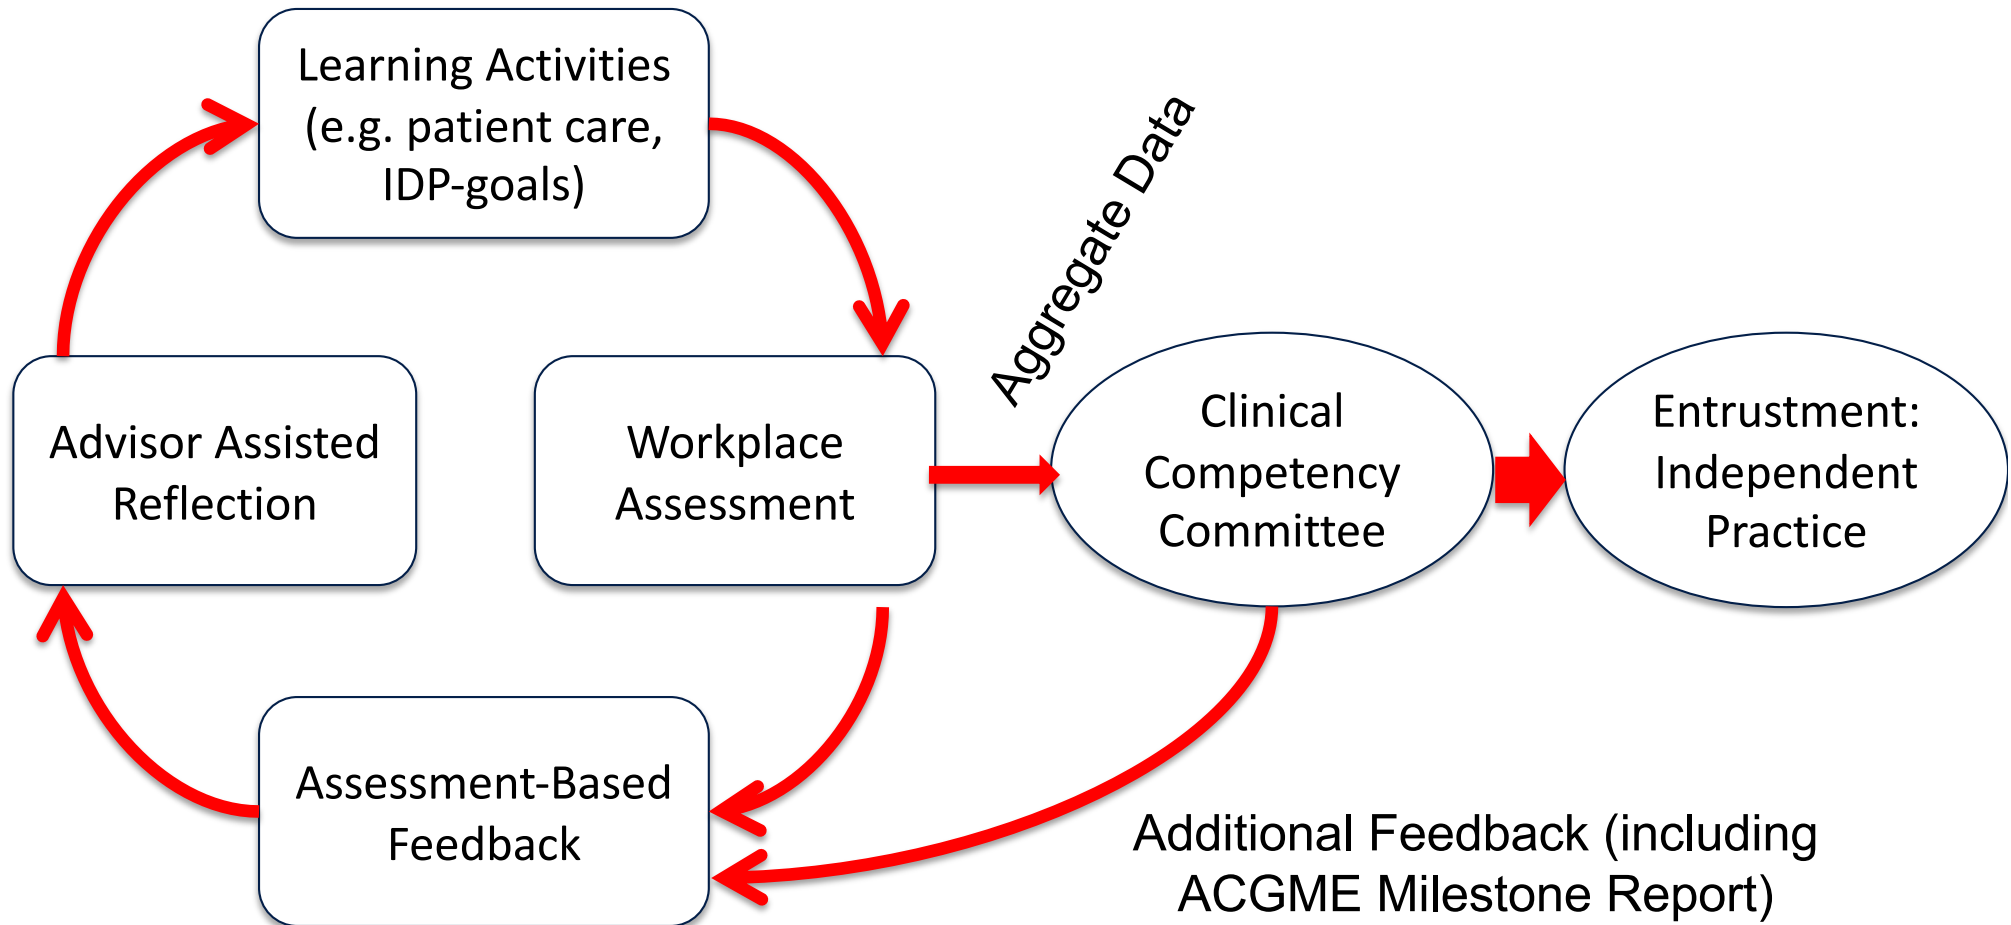 Learning Activities
(e.g. patient care,
IDP-goals)
Aggregate Data
Advisor Assisted
Reflection
Workplace
Assessment
Clinical
Competency
Committee
Entrustment:
Independent
Practice
Assessment-Based
Feedback
Additional Feedback (including
ACGME Milestone Report)